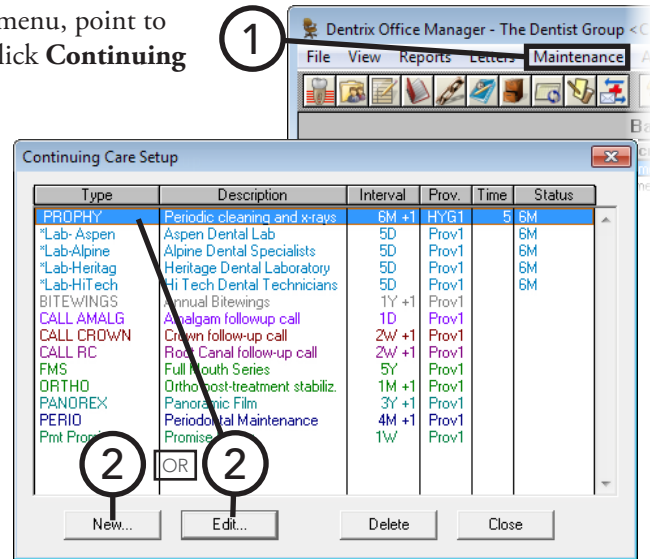 menu, point to
lick Continuing
1
Dentrix Office Manager - The Dentist Group <C
File View Reports Letters Maintenance A
Ba
Continuing Care Setup
Type Description Interval Prov. Time Status
PROPHY Periodic cleaning and x-rays 6M +1 HYG1 5 6M
*Lab- Aspen Aspen Dental Lab 5D Prov1 6M
*Lab-Alpine Alpine Dental Specialists 5D Prov1 6M
*Lab-Heritag Heritage Dental Laboratory 5D Prov1 6M
*Lab-HiTech Hi Tech Dental Technicians 5D Prov1 6M
BITEWINGS Annual Bitewings 1Y +1 Prov1
CALL AMALG Amalgam followup call 1D Prov1
CALL CROWN Crown follow-up call 2W +1 Prov1
CALL RC Root Canal follow-up call 2W +1 Prov1
FMS Full Mouth Series 5Y Prov1
ORTHO Ortho post-treatment stabiliz. 1M +1 Prov1
PANOREX Panoramic Film 3Y +1 Prov1
PERIO Periodontal Maintenance 4M +1 Prov1
Pmt Promise 1W Prov1
2 OR 2
New... Edit... Delete Close